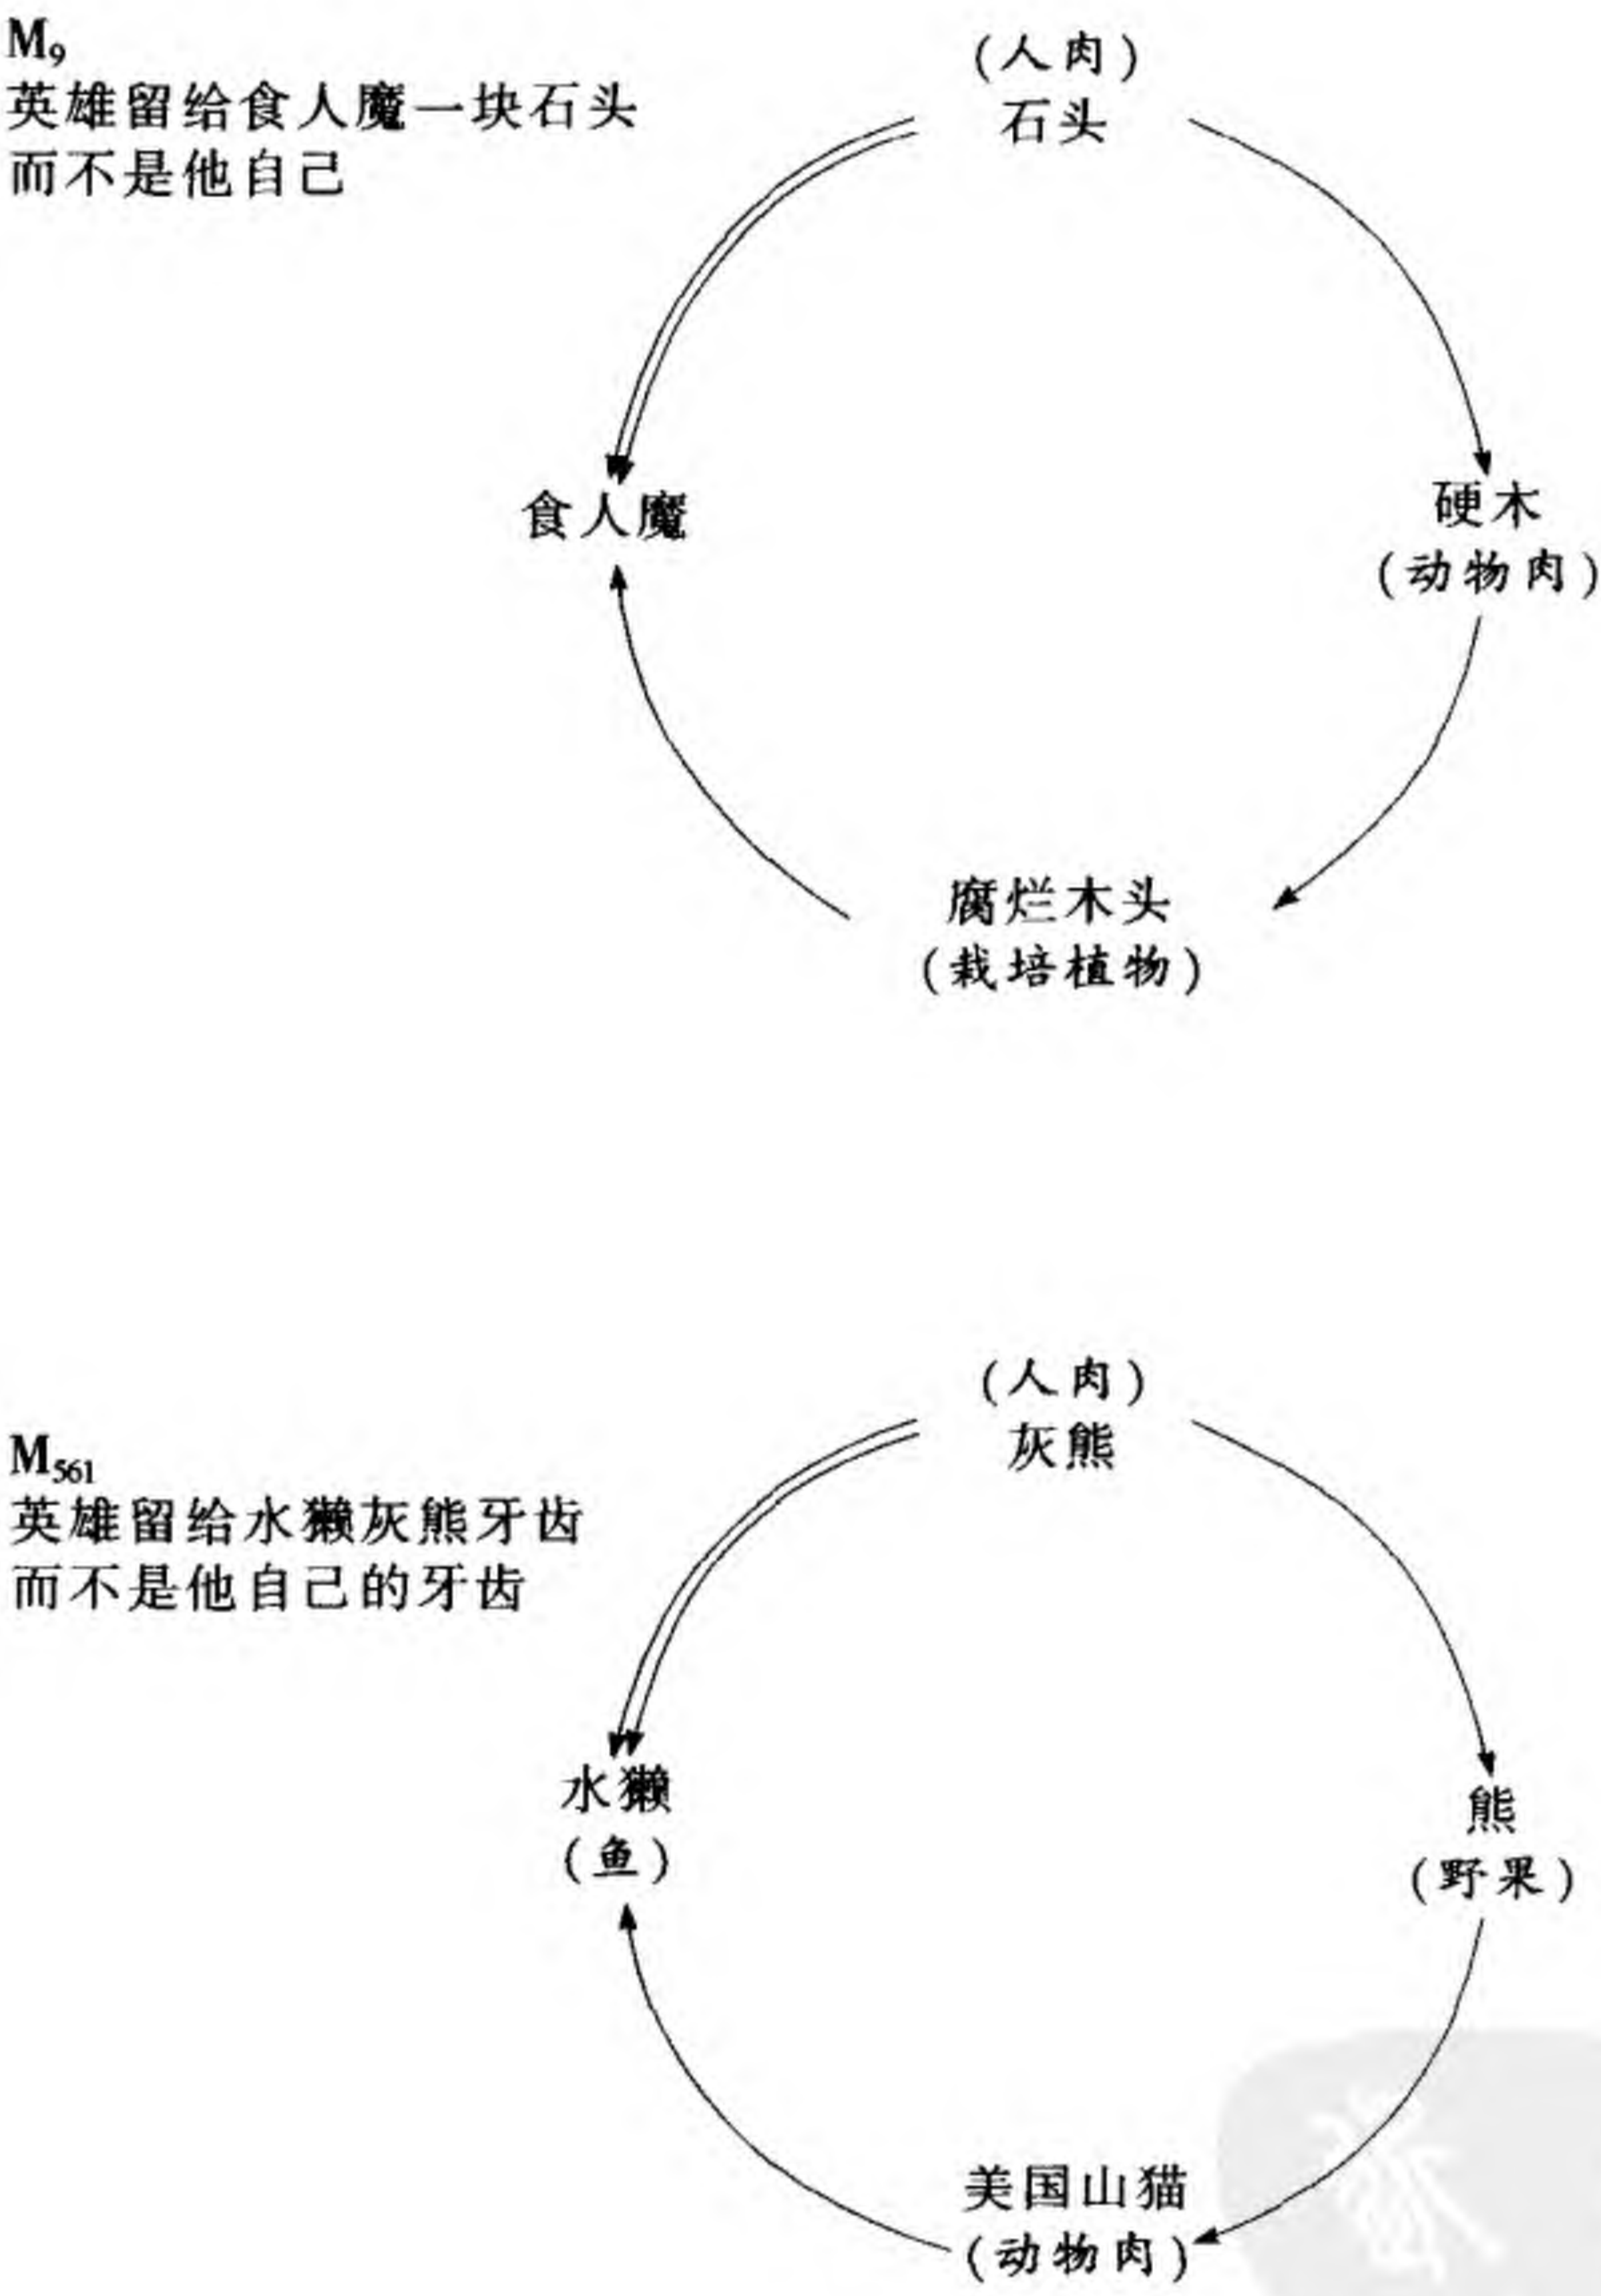 M₉
英雄留给食人魔一块石头
而不是他自己
(人肉)
石头
食人魔
硬木
(动物肉)
腐烂木头
(栽培植物)
M₅₆₁
英雄留给水獭灰熊牙齿
而不是他自己的牙齿
(人肉)
灰熊
水獭
(鱼)
熊
(野果)
美国山猫
(动物肉)